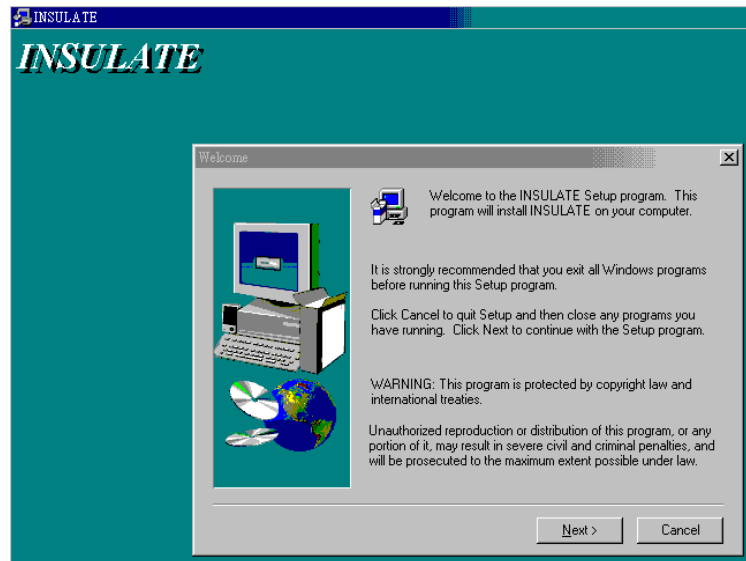 INSULATE
INSULATE
Welcome
Welcome to the INSULATE Setup program. This
program will install INSULATE on your computer.
It is strongly recommended that you exit all Windows programs
before running this Setup program.
Click Cancel to quit Setup and then close any programs you
have running. Click Next to continue with the Setup program.
WARNING: This program is protected by copyright law and
international treaties.
Unauthorized reproduction or distribution of this program, or any
portion of it, may result in severe civil and criminal penalties, and
will be prosecuted to the maximum extent possible under law.
Next >
Cancel